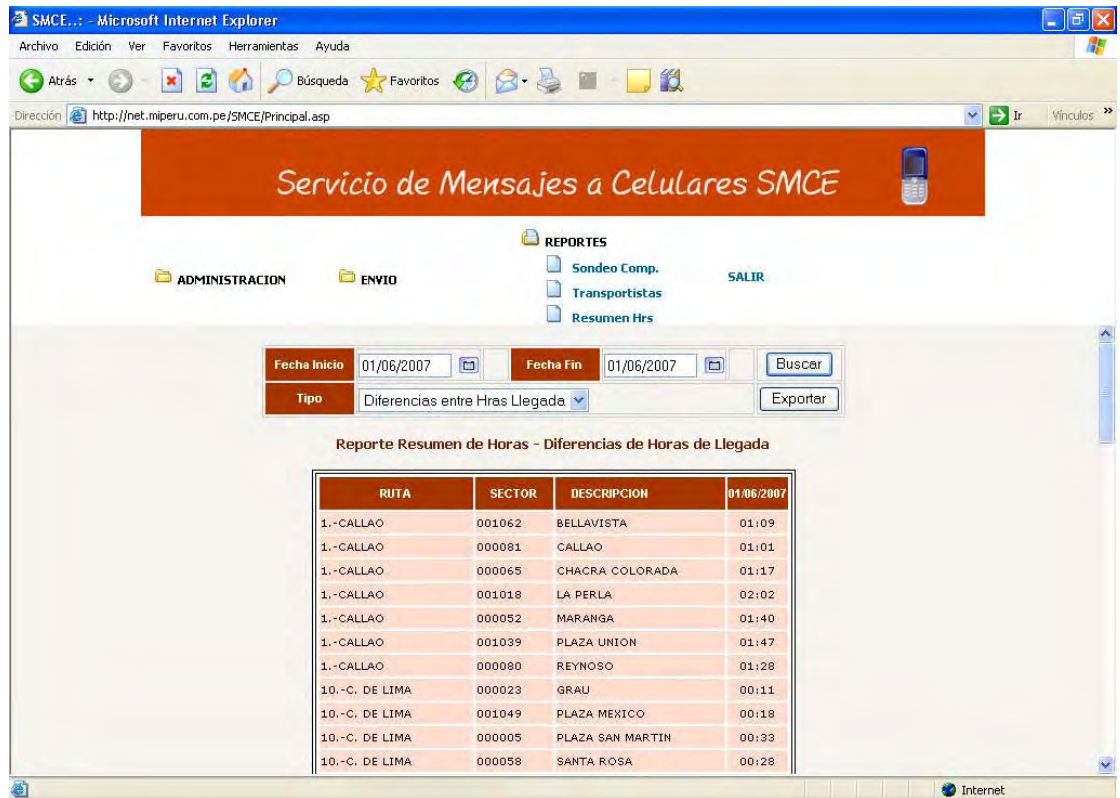 SMCE..: - Microsoft Internet Explorer
Archivo Edición Ver Favoritos Herramientas Ayuda
Atrás Búsqueda Favoritos
Dirección http://net.miperu.com.pe/SMCE/Principal.asp Ir Vínculos »
Servicio de Mensajes a Celulares SMCE
REPORTES
ADMINISTRACION ENVIO Sondeo Comp. SALIR
Transportistas
Resumen Hrs
Fecha Inicio 01/06/2007 Fecha Fin 01/06/2007 Buscar
Tipo Diferencias entre Hras Llegada Exportar
Reporte Resumen de Horas - Diferencias de Horas de Llegada
RUTA SECTOR DESCRIPCION 01/06/2007
1.-CALLAO 001062 BELLAVISTA 01:09
1.-CALLAO 000081 CALLAO 01:01
1.-CALLAO 000065 CHACRA COLORADA 01:17
1.-CALLAO 001018 LA PERLA 02:02
1.-CALLAO 000052 MARANGA 01:40
1.-CALLAO 001039 PLAZA UNION 01:47
1.-CALLAO 000080 REYNOSO 01:28
10.-C. DE LIMA 000023 GRAU 00:11
10.-C. DE LIMA 001049 PLAZA MEXICO 00:18
10.-C. DE LIMA 000005 PLAZA SAN MARTIN 00:33
10.-C. DE LIMA 000058 SANTA ROSA 00:28
Internet